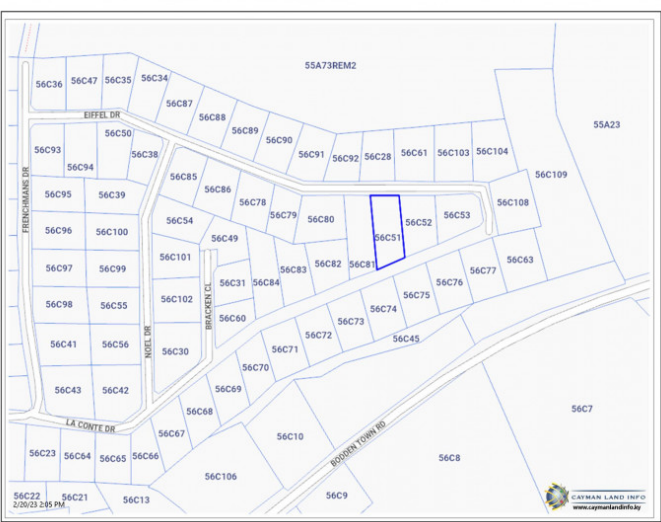 55A73REM2
56C36
56C47
56C35
56C34
56C87
56C88
56C89
56C90
56C91
56C92
56C28
56C61
56C103
56C104
55A23
56C109
56C108
EIFFEL DR
56C50
56C93
56C94
56C38
FRENCHMANS DR
56C85
56C86
56C78
56C79
56C80
56C51
56C52
56C53
56C95
56C39
56C54
56C49
56C96
56C100
56C101
56C97
56C99
56C31
56C84
56C83
56C82
56C81
56C63
56C77
56C76
56C75
56C74
56C73
56C72
56C71
56C70
56C69
56C68
56C67
56C45
56C102
56C98
56C55
56C60
BRACKEN CL
NOEL DR
56C41
56C56
56C30
56C43
56C42
LA CONTE DR
56C23
56C64
56C65
56C66
56C106
56C10
BODDEN TOWN RD
56C7
56C8
56C9
56C22
56C21
56C13
2/20/23 2:05 PM
CAYMAN LAND INFO
www.caymanlandinfo.ky